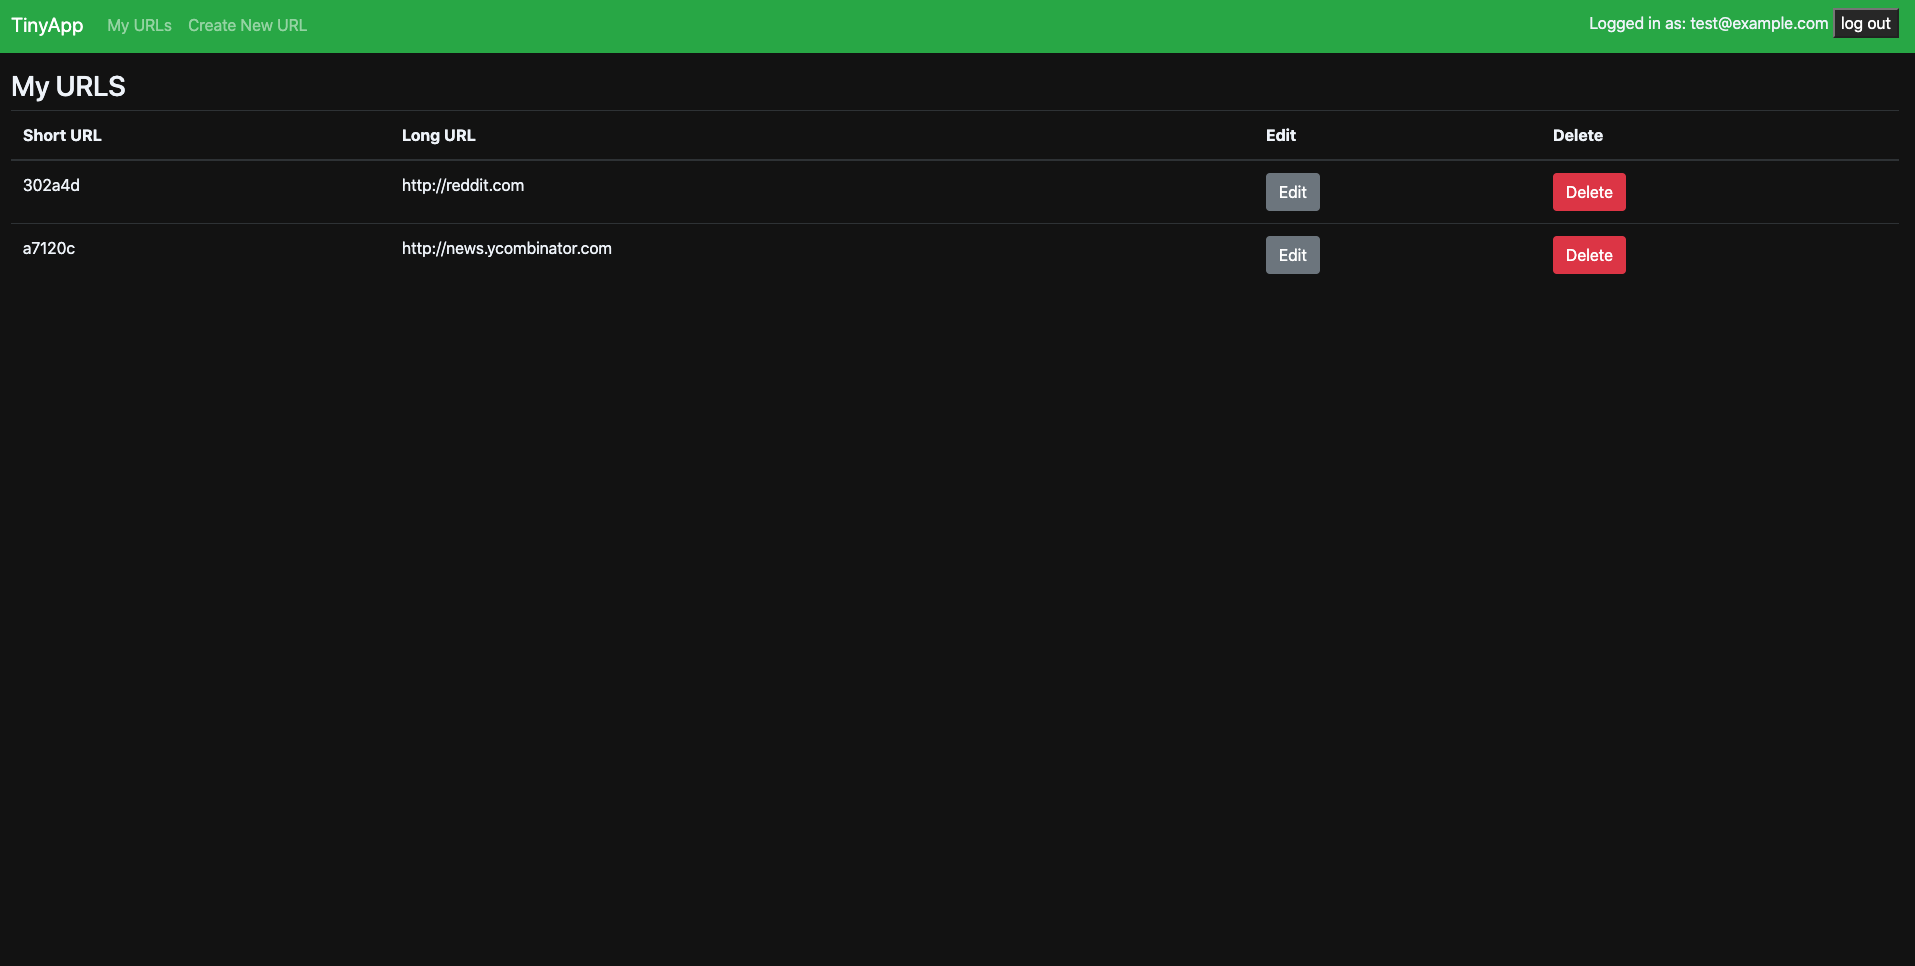 TinyApp My URLs Create New URL Logged in as: test@example.com log out
My URLS
Short URL Long URL Edit Delete
302a4d http://reddit.com Edit Delete
a7120c http://news.ycombinator.com Edit Delete